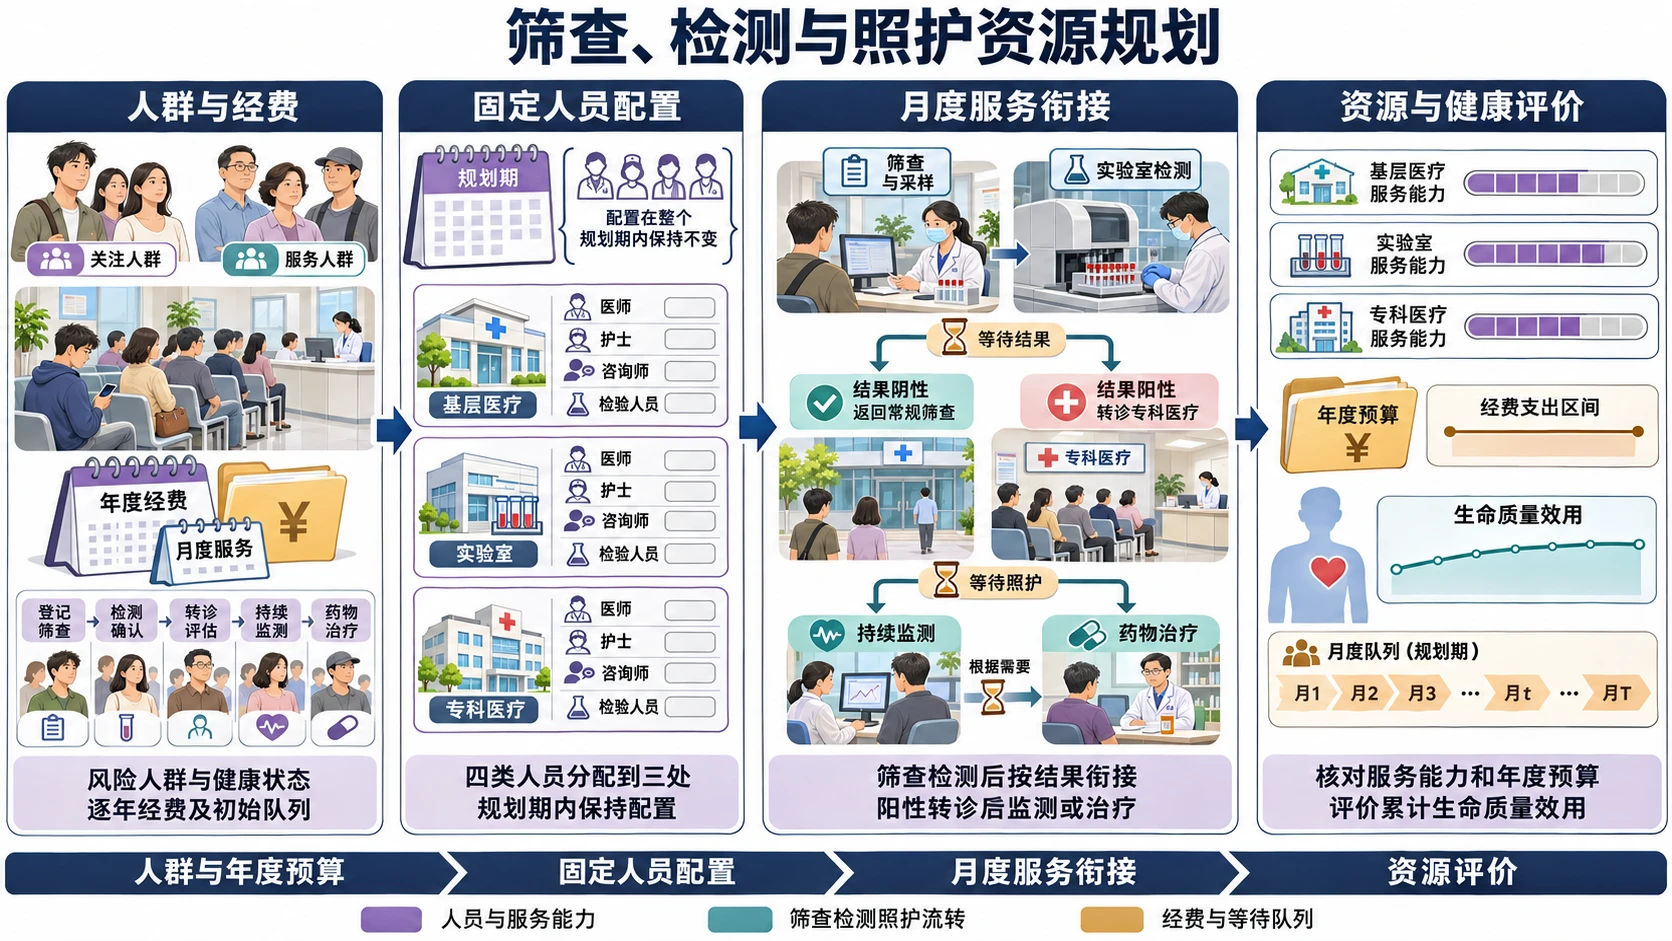 筛查、检测与照护资源规划
人群与经费
关注人群
服务人群
年度经费
¥
月度服务
登记
筛查
检测
确认
转诊
评估
持续
监测
药物
治疗
风险人群与健康状态
逐年经费及初始队列
固定人员配置
规划期
配置在整个
规划期内保持不变
医师
护士
咨询师
检验人员
基层医疗
医师
护士
咨询师
检验人员
实验室
医师
护士
咨询师
检验人员
专科医疗
四类人员分配到三处
规划期内保持配置
月度服务衔接
筛查
与采样
实验室检测
等待结果
结果阴性
返回常规筛查
结果阳性
转诊专科医疗
专科医疗
等待照护
持续监测
药物治疗
根据需要
筛查检测后按结果衔接
阳性转诊后监测或治疗
资源与健康评价
基层医疗
服务能力
实验室
服务能力
专科医疗
服务能力
年度预算
¥
经费支出区间
生命质量效用
月度队列(规划期)
月1 月2 月3 … 月t … 月T
核对服务能力和年度预算
评价累计生命质量效用
人群与年度预算
固定人员配置
月度服务衔接
资源评价
人员与服务能力
筛查检测照护流转
经费与等待队列